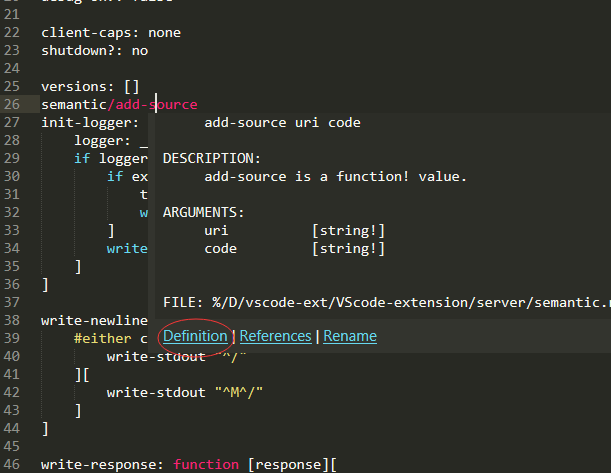 21
22 client-caps: none
23 shutdown?: no
24
25 versions: []
26 semantic/add-source
27 init-logger: add-source uri code
28 logger: _
29 if logger DESCRIPTION:
30 if ex add-source is a function! value.
31 t
32 w ARGUMENTS:
33 ] uri [string!]
34 write code [string!]
35 ]
36 ]
37 FILE: %/D/vscode-ext/VScode-extension/server/semantic.r
38 write-newline Definition | References | Rename
39 #either c
40 write-stdout "^/"
41 ][
42 write-stdout "^M^/"
43 ]
44 ]
45
46 write-response: function [response][